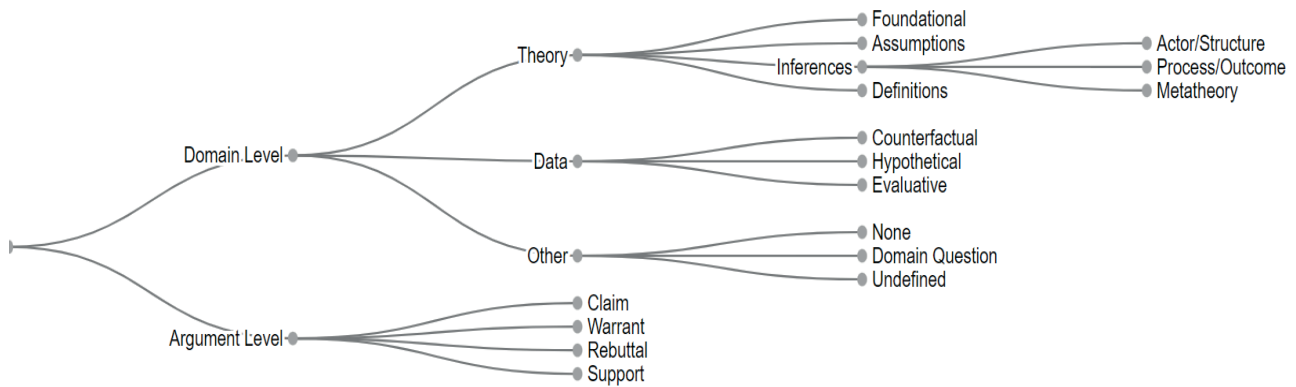 Foundational
Theory
Assumptions
Actor/Structure
Inferences
Process/Outcome
Definitions
Metatheory
Counterfactual
Domain Level
Data
Hypothetical
Evaluative
None
Other
Domain Question
Undefined
Claim
Warrant
Argument Level
Rebuttal
Support